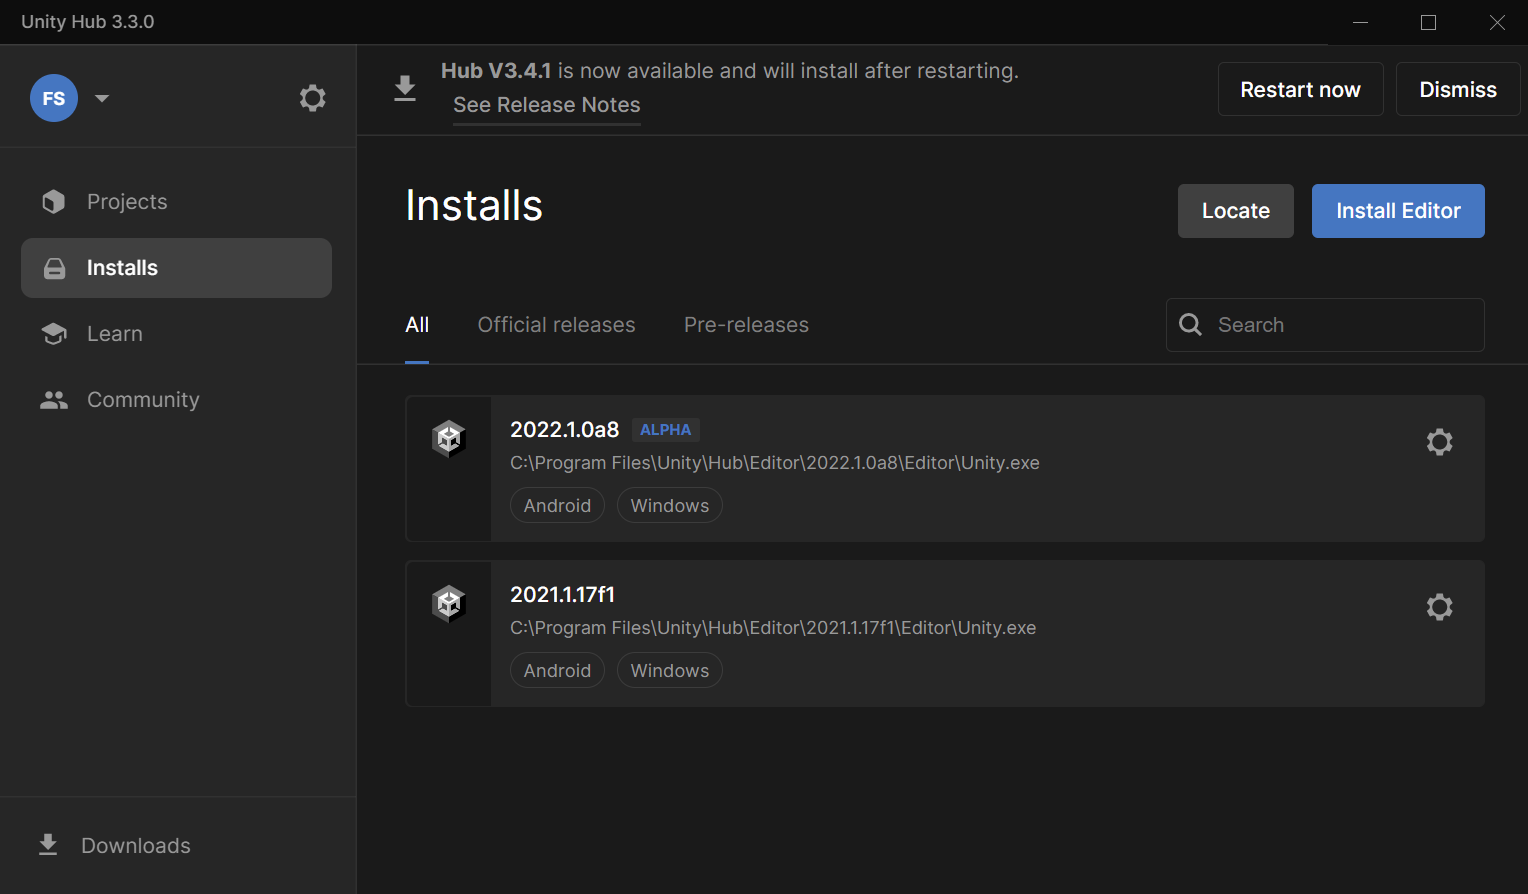 Unity Hub 3.3.0
FS
Hub V3.4.1 is now available and will install after restarting.
See Release Notes
Restart now
Dismiss
Projects
Installs
Learn
Community
Downloads
Installs
Locate
Install Editor
All
Official releases
Pre-releases
Search
2022.1.0a8 ALPHA
C:\Program Files\Unity\Hub\Editor\2022.1.0a8\Editor\Unity.exe
Android
Windows
2021.1.17f1
C:\Program Files\Unity\Hub\Editor\2021.1.17f1\Editor\Unity.exe
Android
Windows